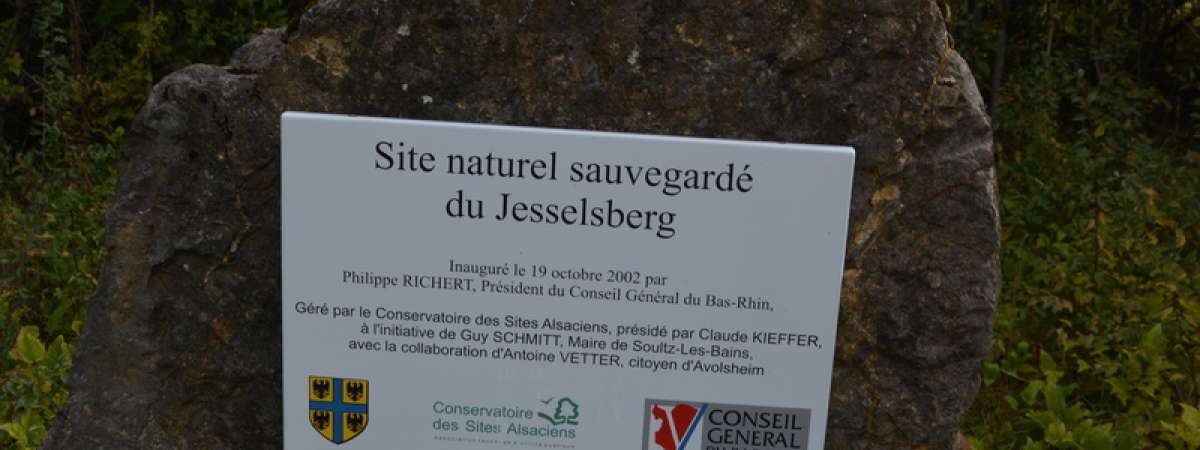 Site naturel sauvegardé
du Jesselsberg
Inauguré le 19 octobre 2002 par
Philippe RICHERT, Président du Conseil Général du Bas-Rhin,
Géré par le Conservatoire des Sites Alsaciens, présidé par Claude KIEFFER,
à l'initiative de Guy SCHMITT, Maire de Soultz-Les-Bains,
avec la collaboration d'Antoine VETTER, citoyen d'Avolsheim
Conservatoire
des Sites Alsaciens
CONSEIL
GENERAL